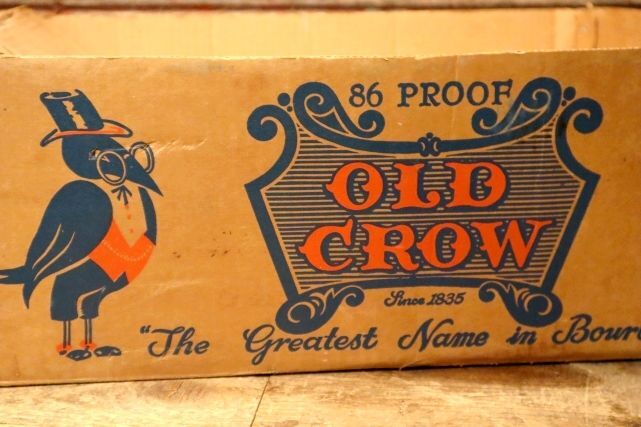 86 PROOF
OLD
CROW
Since 1835
"The Greatest Name in Bour